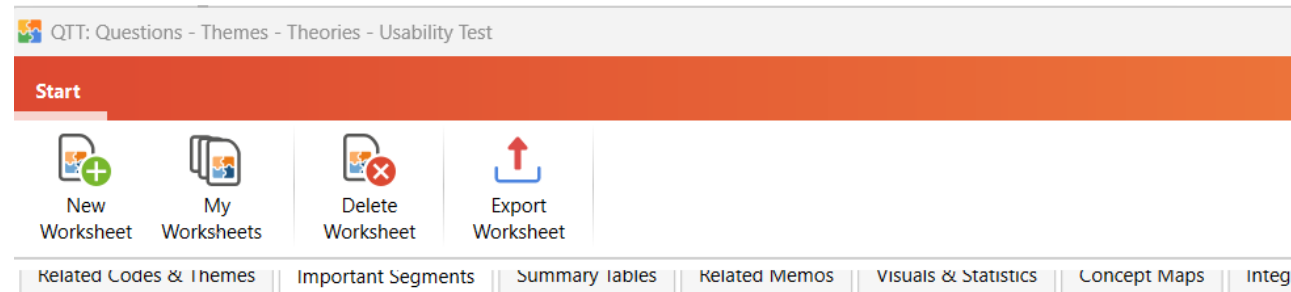 QTT: Questions - Themes - Theories - Usability Test
Start
New Worksheet
My Worksheets
Delete Worksheet
Export Worksheet
Related Codes & Themes Important Segments Summary Tables Related Memos Visuals & Statistics Concept Maps Integ